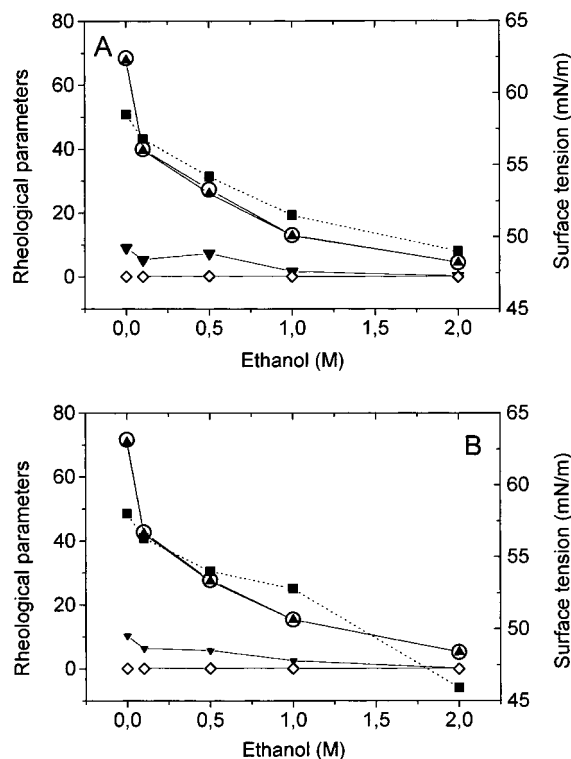 A
80
60
40
20
0
65
60
55
50
45
Rheological parameters
Surface tension (mN/m)
0,0 0,5 1,0 1,5 2,0
Ethanol (M)
B
80
60
40
20
0
65
60
55
50
45
Rheological parameters
Surface tension (mN/m)
0,0 0,5 1,0 1,5 2,0
Ethanol (M)